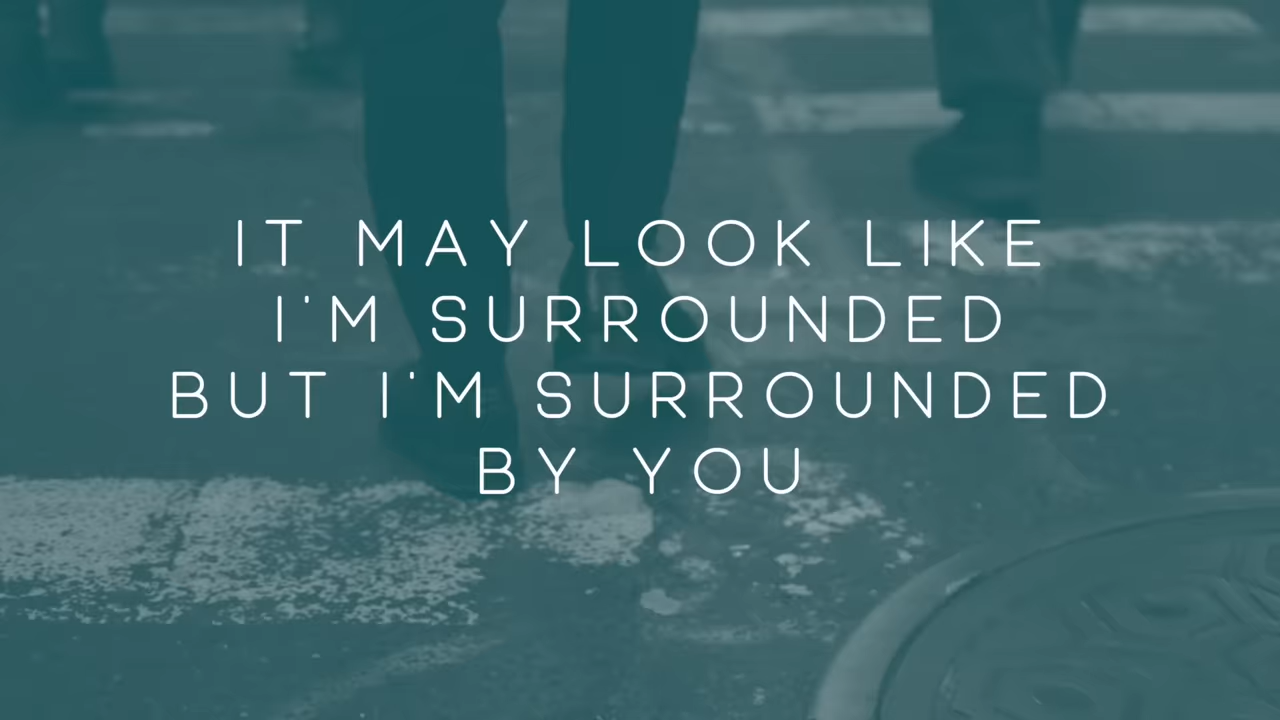 IT MAY LOOK LIKE
I'M SURROUNDED
BUT I'M SURROUNDED
BY YOU